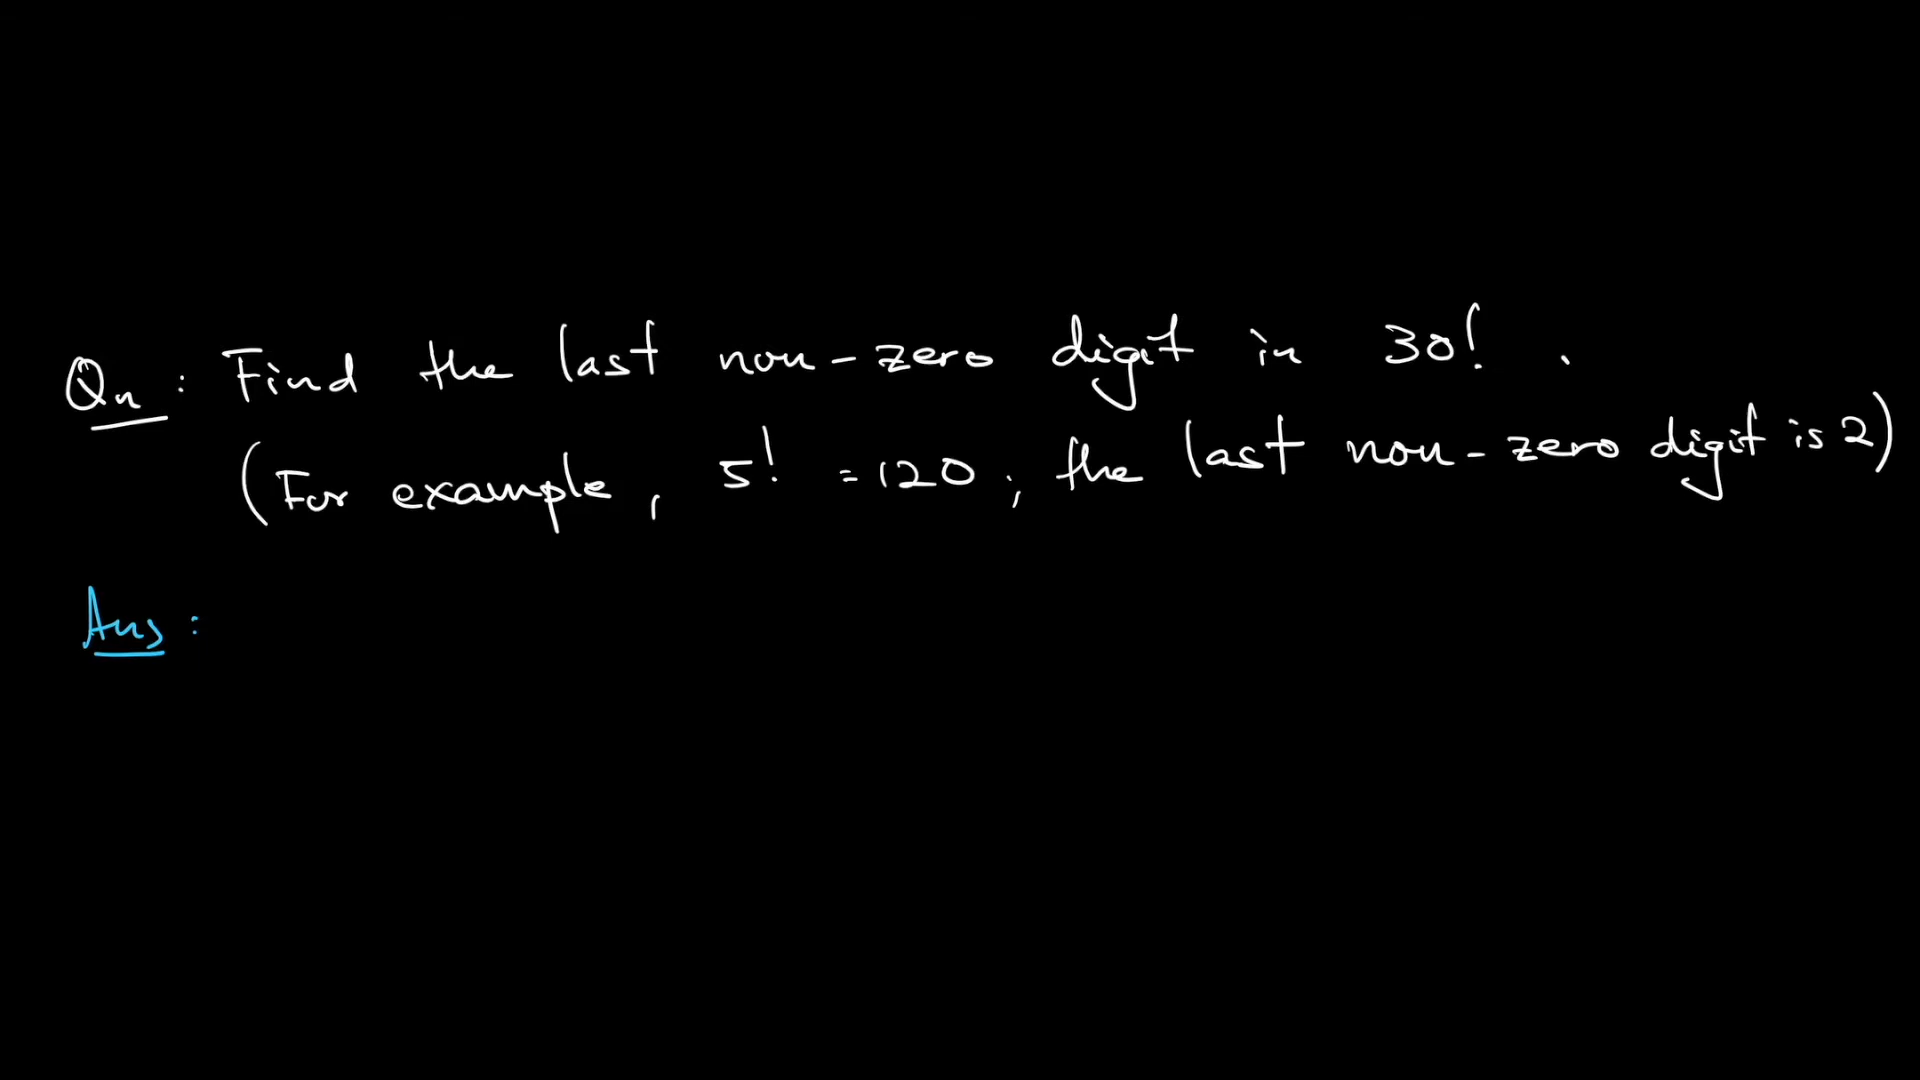 Qn : Find the last non-zero digit in 30! .
(For example, 5! = 120 ; the last non-zero digit is 2)
Ans :